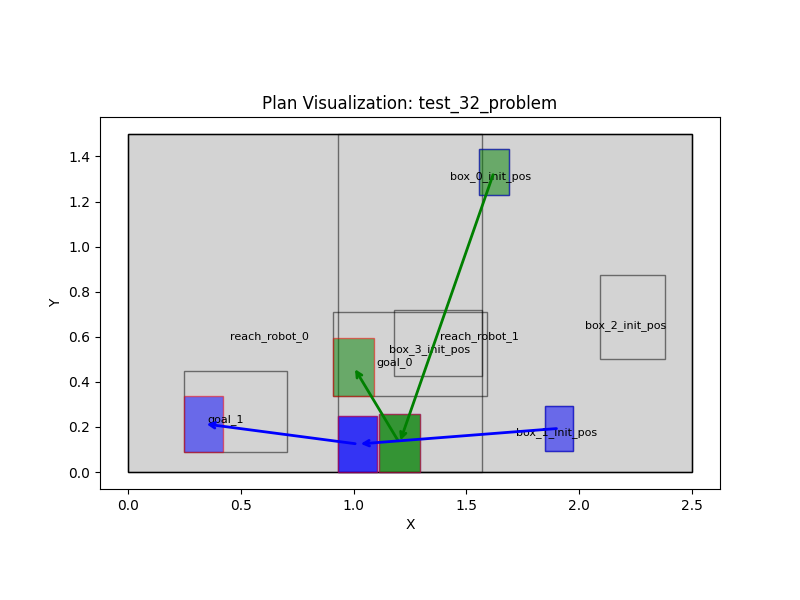 Plan Visualization: test_32_problem
Y
1.4
1.2
1.0
0.8
0.6
0.4
0.2
0.0
box_0_init_pos
box_2_init_pos
reach_robot_0
reach_robot_1
box_3_init_pos
goal_0
goal_1
box_1_init_pos
0.0 0.5 1.0 1.5 2.0 2.5
X